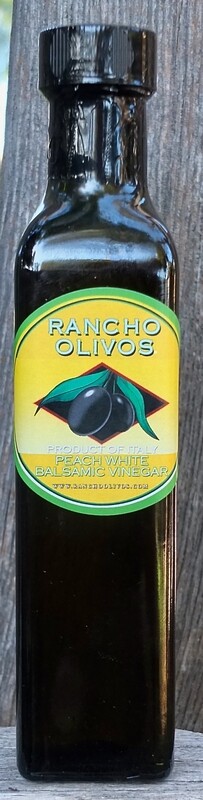 RANCHO
OLIVOS
PRODUCT OF ITALY
PEACH WHITE
BALSAMIC VINEGAR
WWW.RANCHOOLIVOS.COM